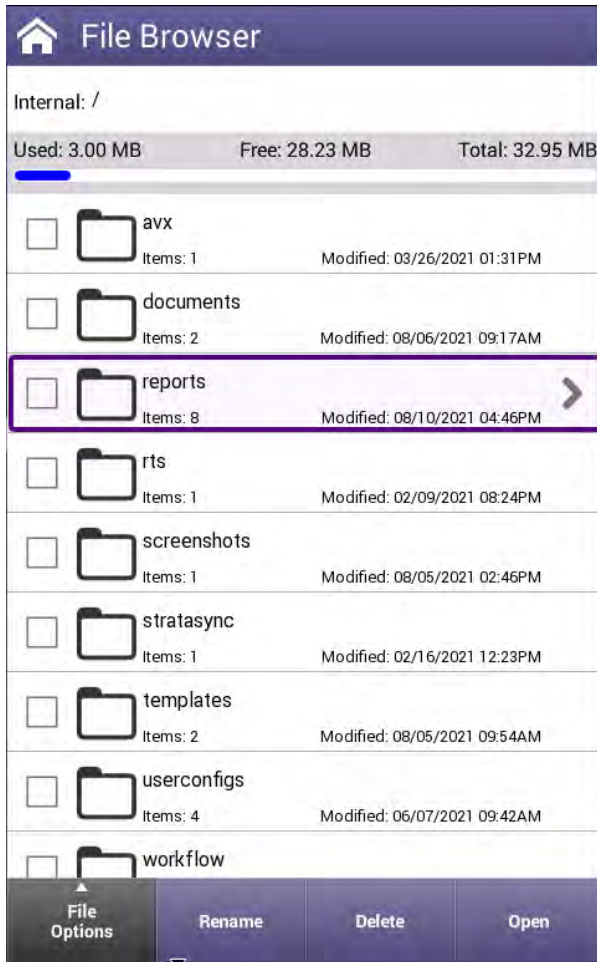 File Browser
Internal: /
Used: 3.00 MB Free: 28.23 MB Total: 32.95 MB
avx
Items: 1 Modified: 03/26/2021 01:31PM
documents
Items: 2 Modified: 08/06/2021 09:17AM
reports
Items: 8 Modified: 08/10/2021 04:46PM
rts
Items: 1 Modified: 02/09/2021 08:24PM
screenshots
Items: 1 Modified: 08/05/2021 02:46PM
stratasync
Items: 1 Modified: 02/16/2021 12:23PM
templates
Items: 2 Modified: 08/05/2021 09:54AM
userconfigs
Items: 4 Modified: 06/07/2021 09:42AM
workflow
File Options Rename Delete Open